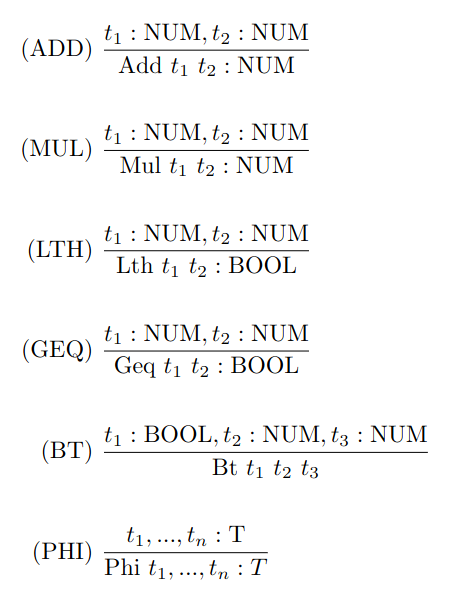 t₁ : NUM, t₂ : NUM
(ADD)
Add t₁ t₂ : NUM
t₁ : NUM, t₂ : NUM
(MUL)
Mul t₁ t₂ : NUM
t₁ : NUM, t₂ : NUM
(LTH)
Lth t₁ t₂ : BOOL
t₁ : NUM, t₂ : NUM
(GEQ)
Geq t₁ t₂ : BOOL
t₁ : BOOL, t₂ : NUM, t₃ : NUM
(BT)
Bt t₁ t₂ t₃
t₁, ..., tₙ : T
(PHI)
Phi t₁, ..., tₙ : T